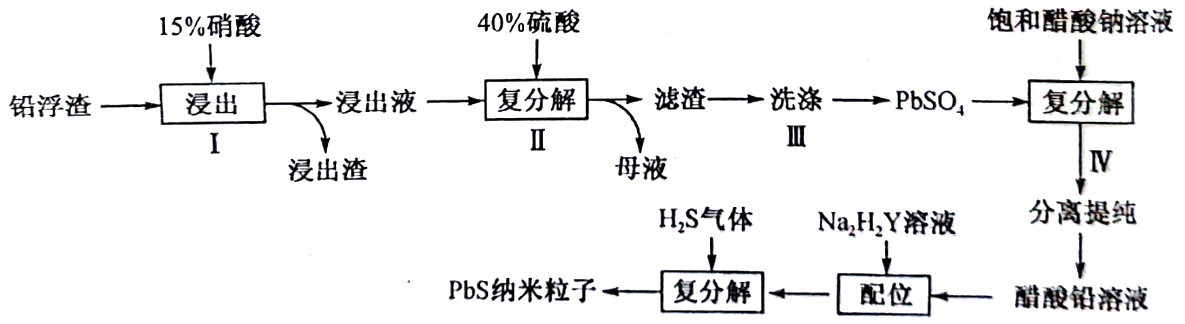 15%硝酸
40%硫酸
饱和醋酸钠溶液
铅浮渣
浸出
浸出液
复分解
滤渣
洗涤
PbSO₄
复分解
Ⅰ
Ⅱ
Ⅲ
Ⅳ
浸出渣
母液
分离提纯
H₂S气体
Na₂H₂Y溶液
PbS纳米粒子
复分解
配位
醋酸铅溶液